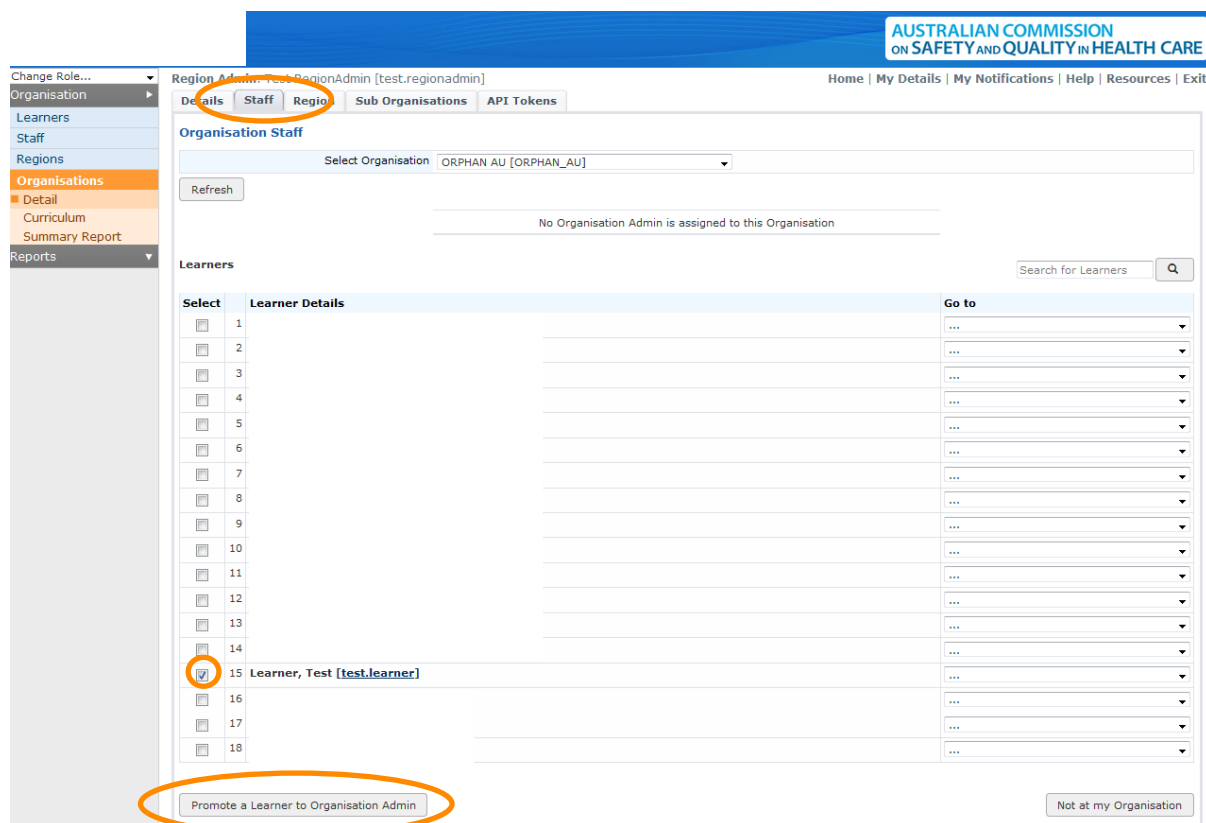 AUSTRALIAN COMMISSION
ON SAFETY AND QUALITY IN HEALTH CARE
Change Role...
Region Admin: Test RegionAdmin [test.regionadmin]
Home | My Details | My Notifications | Help | Resources | Exit
Organisation
Details Staff Region Sub Organisations API Tokens
Learners
Staff
Regions
Organisations
Detail
Curriculum
Summary Report
Reports
Organisation Staff
Select Organisation ORPHAN AU [ORPHAN_AU]
Refresh
No Organisation Admin is assigned to this Organisation
Learners
Search for Learners
Select Learner Details Go to
1 ...
2 ...
3 ...
4 ...
5 ...
6 ...
7 ...
8 ...
9 ...
10 ...
11 ...
12 ...
13 ...
14 ...
15 Learner, Test [test.learner] ...
16 ...
17 ...
18 ...
Promote a Learner to Organisation Admin
Not at my Organisation